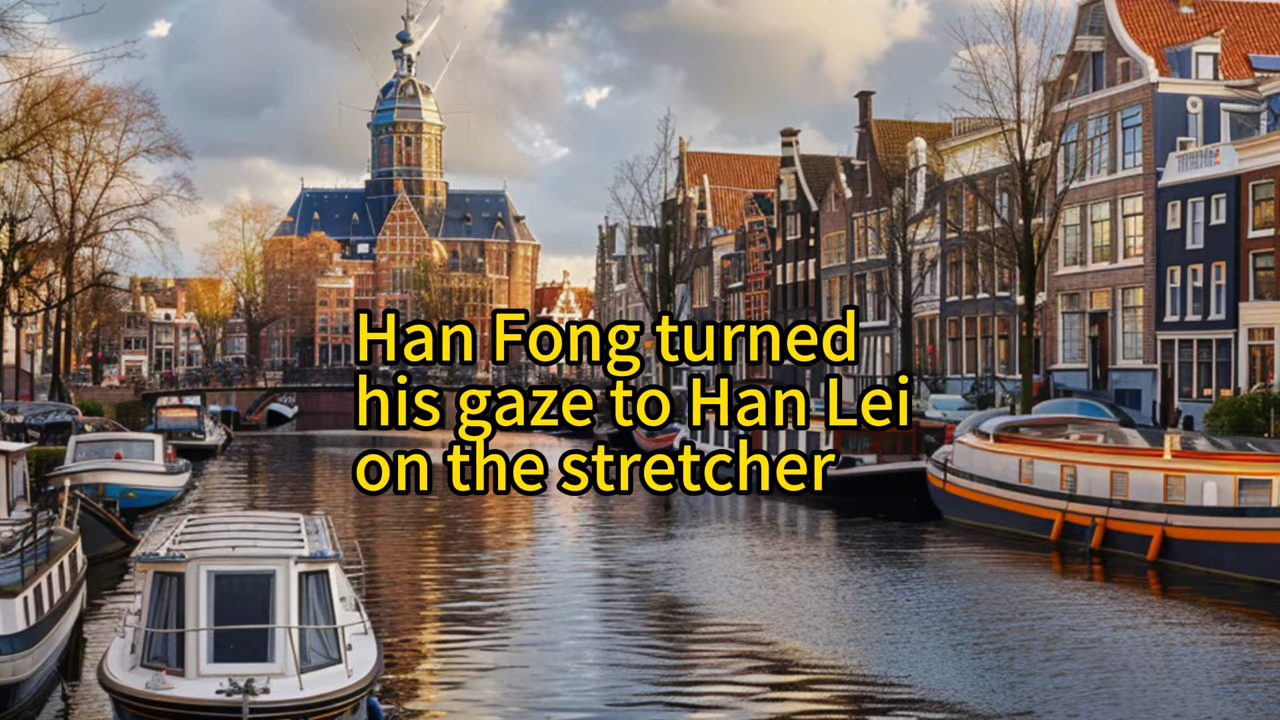 Han Fong turned
his gaze to Han Lei
on the stretcher